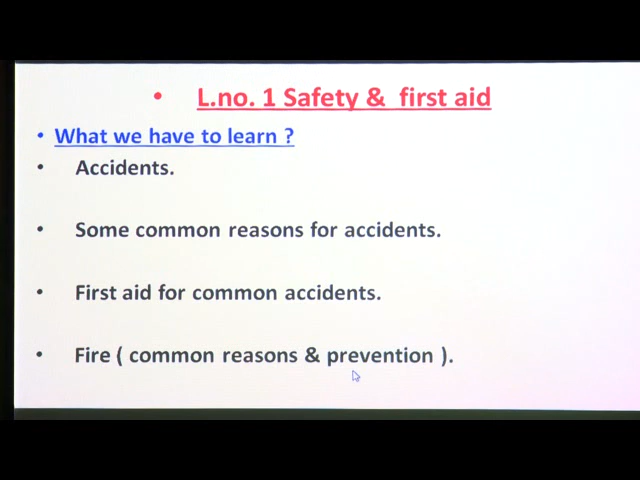 • L.no. 1 Safety & first aid
• What we have to learn ?
• Accidents.
• Some common reasons for accidents.
• First aid for common accidents.
• Fire ( common reasons & prevention ).